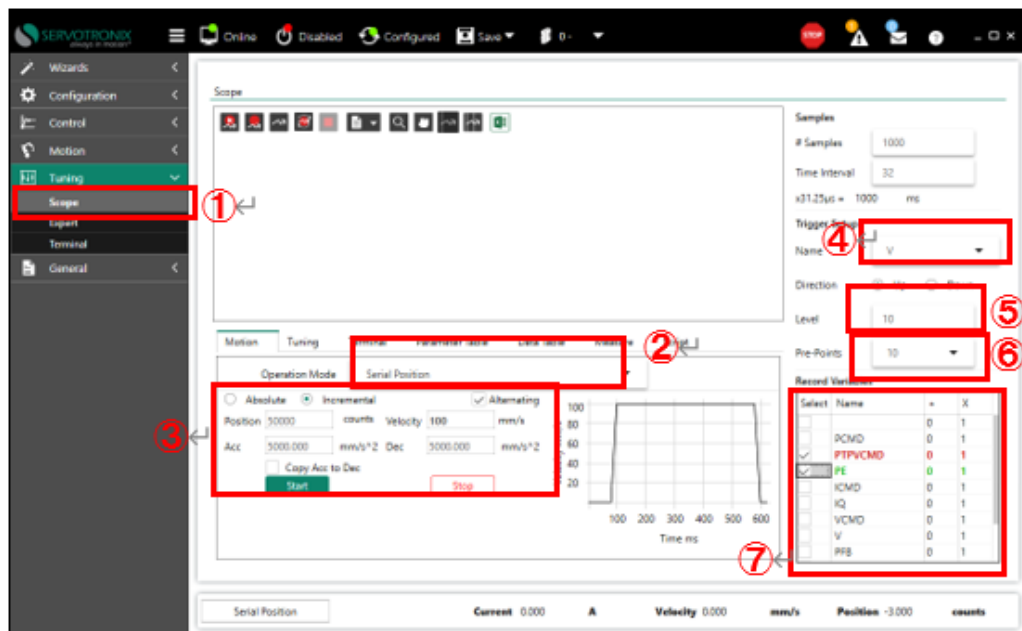 SERVOTRONIX
always in motion
Online
Disabled
Configured
Save
0-
STOP
Wizards
Configuration
Control
Motion
Tuning
Scope
Expert
Terminal
General
Scope
①
Samples
# Samples 1000
Time Interval 32
x31.25µs = 1000 ms
Trigger Setup
④
Name V
Direction
Level 10
⑤
Pre-Points 10
⑥
Motion Tuning Terminal Parameter Table Data Table Measure
②
Operation Mode Serial Position
Absolute Incremental Alternating
Position 50000 counts Velocity 100 mm/s
③
Acc 5000.000 mm/s^2 Dec 5000.000 mm/s^2
Copy Acc to Dec
Start Stop
100
80
60
40
20
100 200 300 400 500 600
Time ms
Record Variables
Select Name + X
0 1
PCMD 0 1
PTPVCMD 0 1
PE 0 1
ICMD 0 1
IQ 0 1
VCMD 0 1
V 0 1
PFB 0 1
⑦
Serial Position Current 0.000 A Velocity 0.000 mm/s Position -3.000 counts